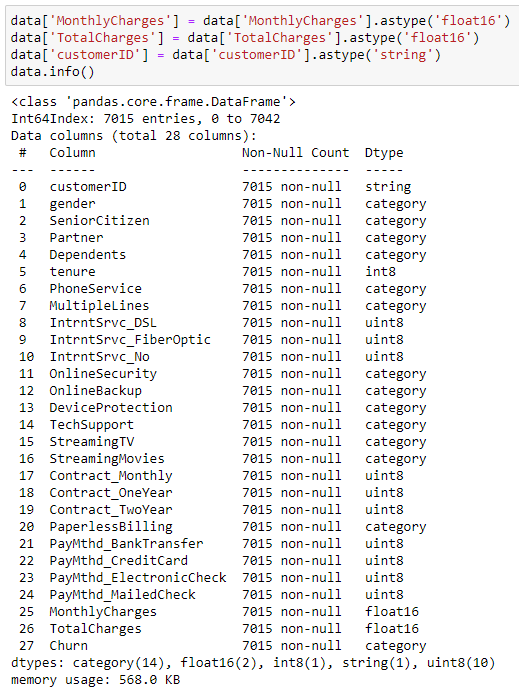 data['MonthlyCharges'] = data['MonthlyCharges'].astype('float16')
data['TotalCharges'] = data['TotalCharges'].astype('float16')
data['customerID'] = data['customerID'].astype('string')
data.info()
<class 'pandas.core.frame.DataFrame'>
Int64Index: 7015 entries, 0 to 7042
Data columns (total 28 columns):
 #   Column                 Non-Null Count  Dtype
---  ------                 --------------  -----
 0   customerID             7015 non-null   string
 1   gender                 7015 non-null   category
 2   SeniorCitizen          7015 non-null   category
 3   Partner                7015 non-null   category
 4   Dependents             7015 non-null   category
 5   tenure                 7015 non-null   int8
 6   PhoneService           7015 non-null   category
 7   MultipleLines          7015 non-null   category
 8   IntrntSrvc_DSL         7015 non-null   uint8
 9   IntrntSrvc_FiberOptic  7015 non-null   uint8
 10  IntrntSrvc_No          7015 non-null   uint8
 11  OnlineSecurity         7015 non-null   category
 12  OnlineBackup           7015 non-null   category
 13  DeviceProtection       7015 non-null   category
 14  TechSupport            7015 non-null   category
 15  StreamingTV            7015 non-null   category
 16  StreamingMovies        7015 non-null   category
 17  Contract_Monthly       7015 non-null   uint8
 18  Contract_OneYear       7015 non-null   uint8
 19  Contract_TwoYear       7015 non-null   uint8
 20  PaperlessBilling       7015 non-null   category
 21  PayMthd_BankTransfer   7015 non-null   uint8
 22  PayMthd_CreditCard     7015 non-null   uint8
 23  PayMthd_ElectronicCheck  7015 non-null   uint8
 24  PayMthd_MailedCheck    7015 non-null   uint8
 25  MonthlyCharges         7015 non-null   float16
 26  TotalCharges           7015 non-null   float16
 27  Churn                  7015 non-null   category
dtypes: category(14), float16(2), int8(1), string(1), uint8(10)
memory usage: 568.0 KB